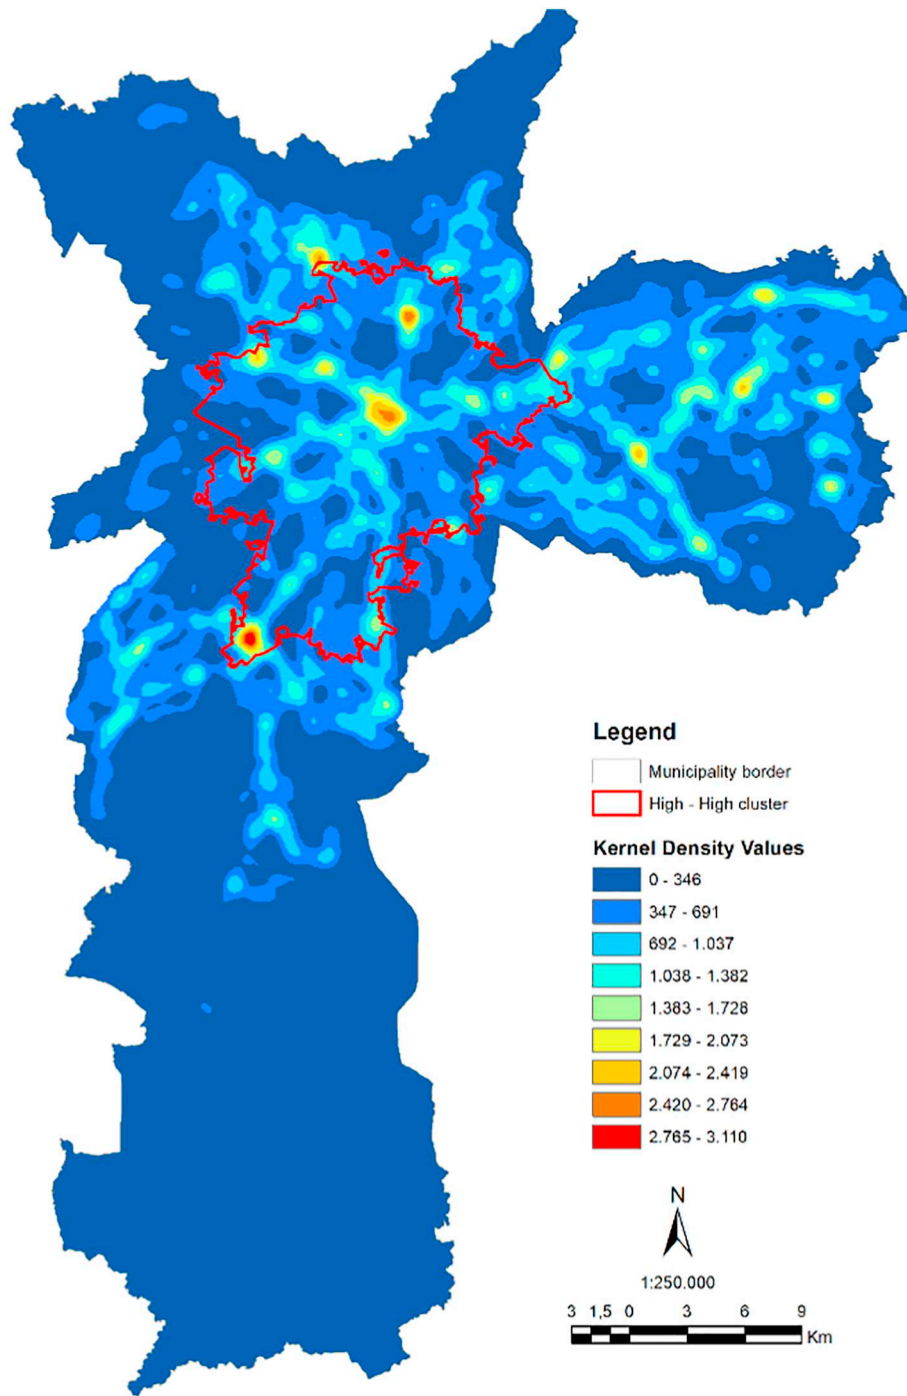 Legend
Municipality border
High - High cluster
Kernel Density Values
0 - 346
347 - 691
692 - 1.037
1.038 - 1.382
1.383 - 1.728
1.729 - 2.073
2.074 - 2.419
2.420 - 2.764
2.765 - 3.110
N
1:250.000
3 1,5 0 3 6 9
Km